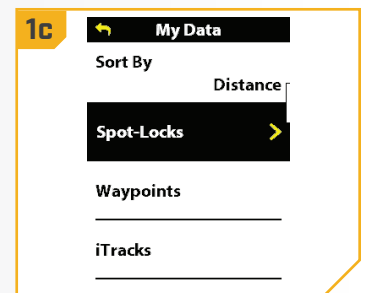 1c
My Data
Sort By
Distance
Spot-Locks
Waypoints
iTracks